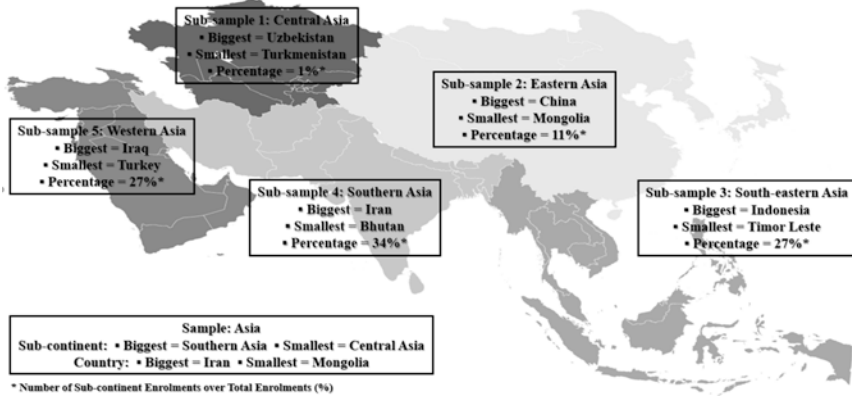 Sub-sample 1: Central Asia
▪ Biggest = Uzbekistan
▪ Smallest = Turkmenistan
▪ Percentage = 1%*
Sub-sample 2: Eastern Asia
▪ Biggest = China
▪ Smallest = Mongolia
▪ Percentage = 11%*
Sub-sample 5: Western Asia
▪ Biggest = Iraq
▪ Smallest = Turkey
▪ Percentage = 27%*
Sub-sample 4: Southern Asia
▪ Biggest = Iran
▪ Smallest = Bhutan
▪ Percentage = 34%*
Sub-sample 3: South-eastern Asia
▪ Biggest = Indonesia
▪ Smallest = Timor Leste
▪ Percentage = 27%*
Sample: Asia
Sub-continent: ▪ Biggest = Southern Asia ▪ Smallest = Central Asia
Country: ▪ Biggest = Iran ▪ Smallest = Mongolia
* Number of Sub-continent Enrolments over Total Enrolments (%)